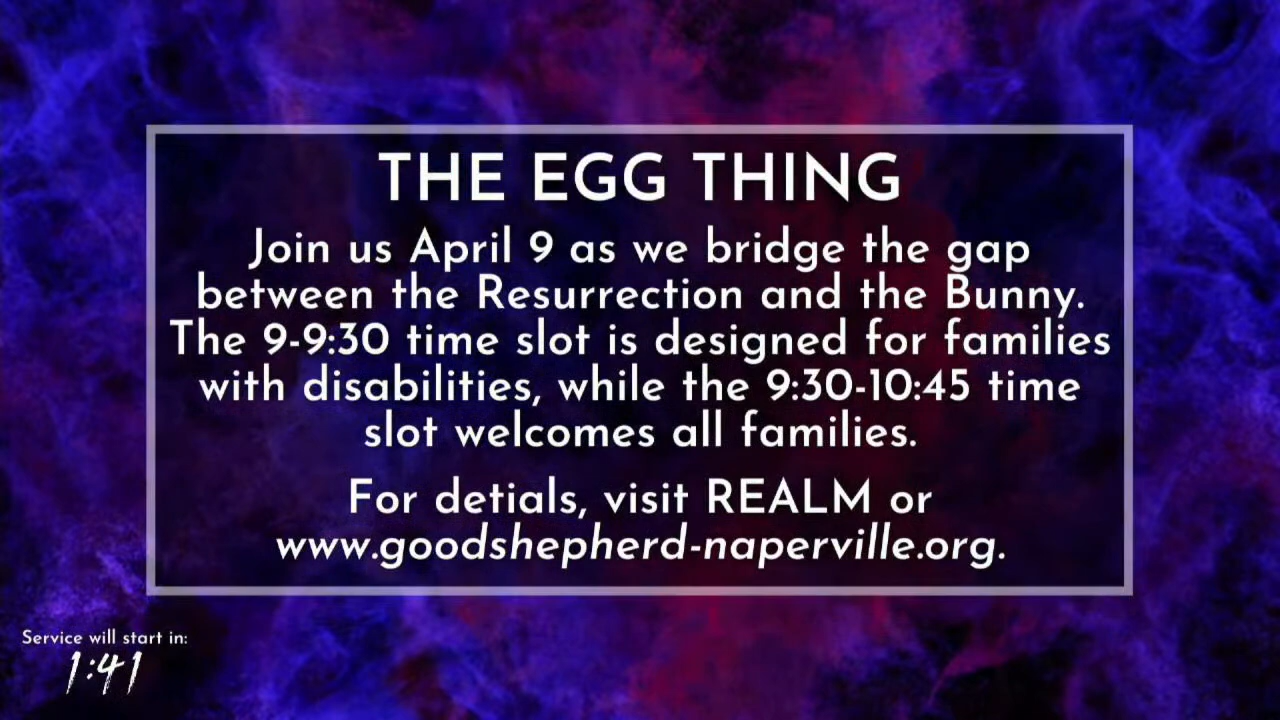 THE EGG THING
Join us April 9 as we bridge the gap
between the Resurrection and the Bunny.
The 9-9:30 time slot is designed for families
with disabilities, while the 9:30-10:45 time
slot welcomes all families.
For detials, visit REALM or
www.goodshepherd-naperville.org.
Service will start in:
1:41